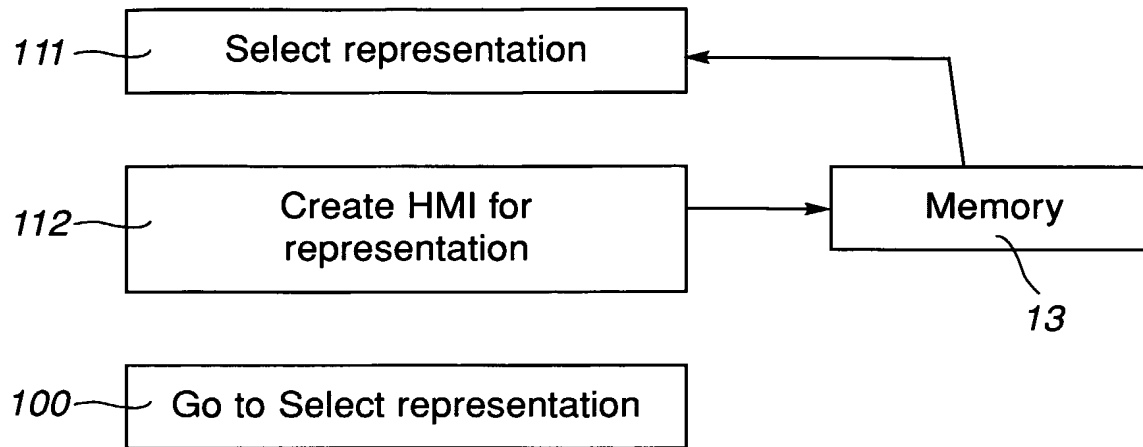 111
Select representation
112
Create HMI for
representation
Memory
13
100
Go to Select representation